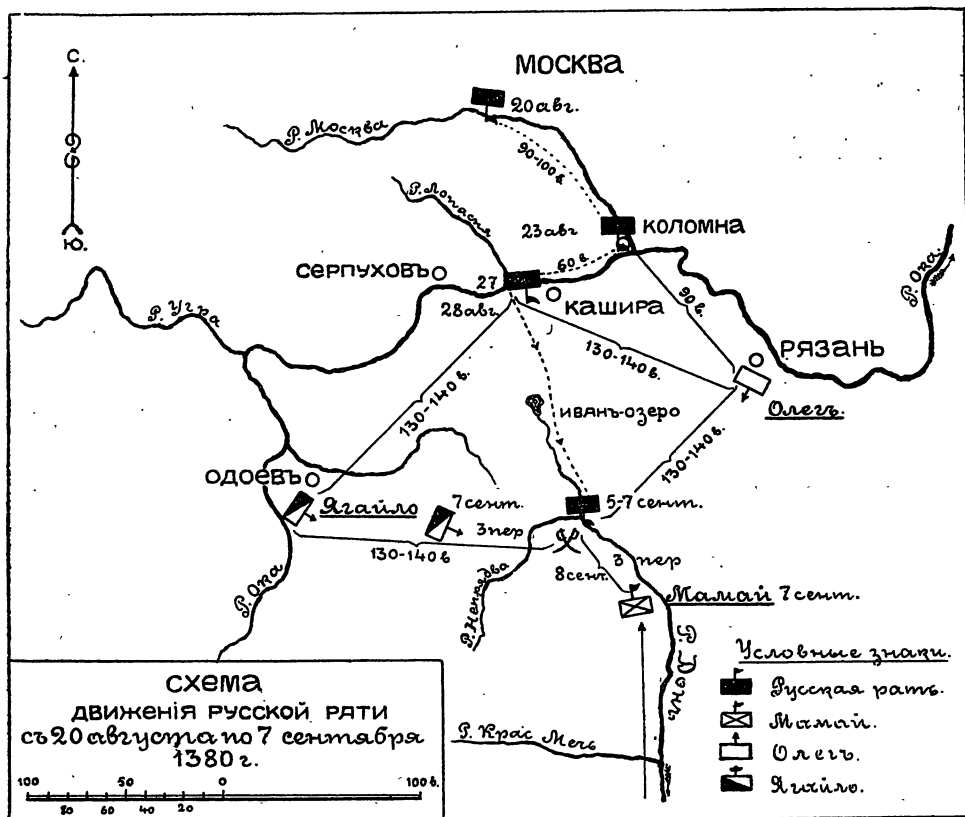 С.
Ю.
МОСКВА
20 авг.
Р. Москва
90-100 в.
Р. Лопасня
23 авг
КОЛОМНА
60 в.
СЕРПУХОВЪ
27
28 авг.
КАШИРА
90 в.
Р. Ока.
Р. Угра
130-140 в.
РЯЗАНЬ
Олегъ.
130-140 в.
ИВАНЪ-ОЗЕРО
130-140 в.
ОДОЕВЪ
Ягайло
7 сент.
3 пер
5-7 сент.
130-140 в
3 пер
8 сент.
Р. Ока
Р. Непрядва
Мамай 7 сент.
Р. Донъ
Р. Крас Мечь
Условные знаки.
Русская рать.
Мамай.
Олегъ.
Ягайло.
СХЕМА
ДВИЖЕНІЯ РУССКОЙ РАТИ
съ 20 августа по 7 сентября
1380 г.
100 0 100 в.
80 60 40 20